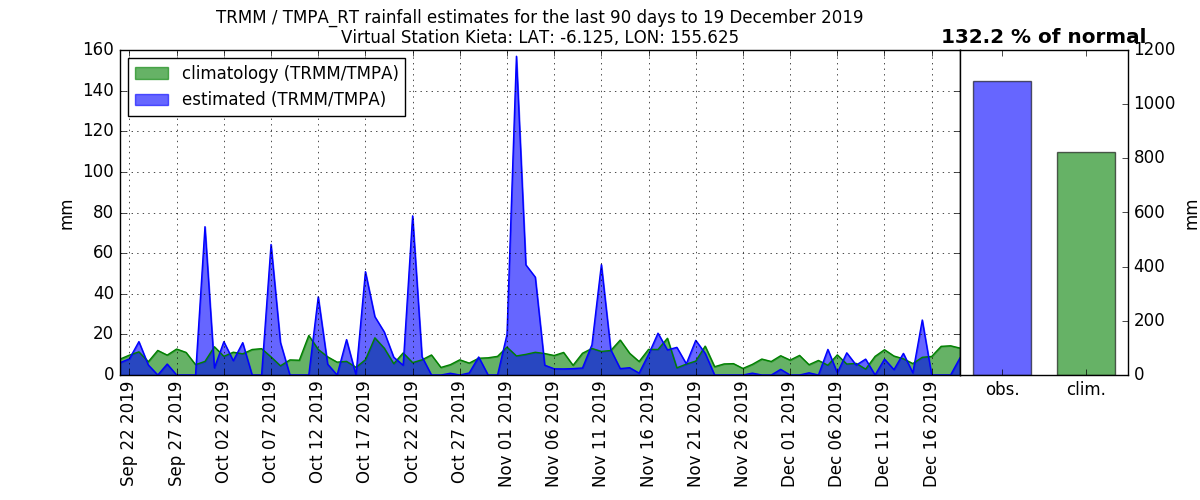 TRMM / TMPA_RT rainfall estimates for the last 90 days to 19 December 2019
Virtual Station Kieta: LAT: -6.125, LON: 155.625
132.2 % of normal
climatology (TRMM/TMPA)
estimated (TRMM/TMPA)
mm
160
140
120
100
80
60
40
20
0
Sep 22 2019
Sep 27 2019
Oct 02 2019
Oct 07 2019
Oct 12 2019
Oct 17 2019
Oct 22 2019
Oct 27 2019
Nov 01 2019
Nov 06 2019
Nov 11 2019
Nov 16 2019
Nov 21 2019
Nov 26 2019
Dec 01 2019
Dec 06 2019
Dec 11 2019
Dec 16 2019
obs.
clim.
1200
1000
800
600
400
200
0
mm